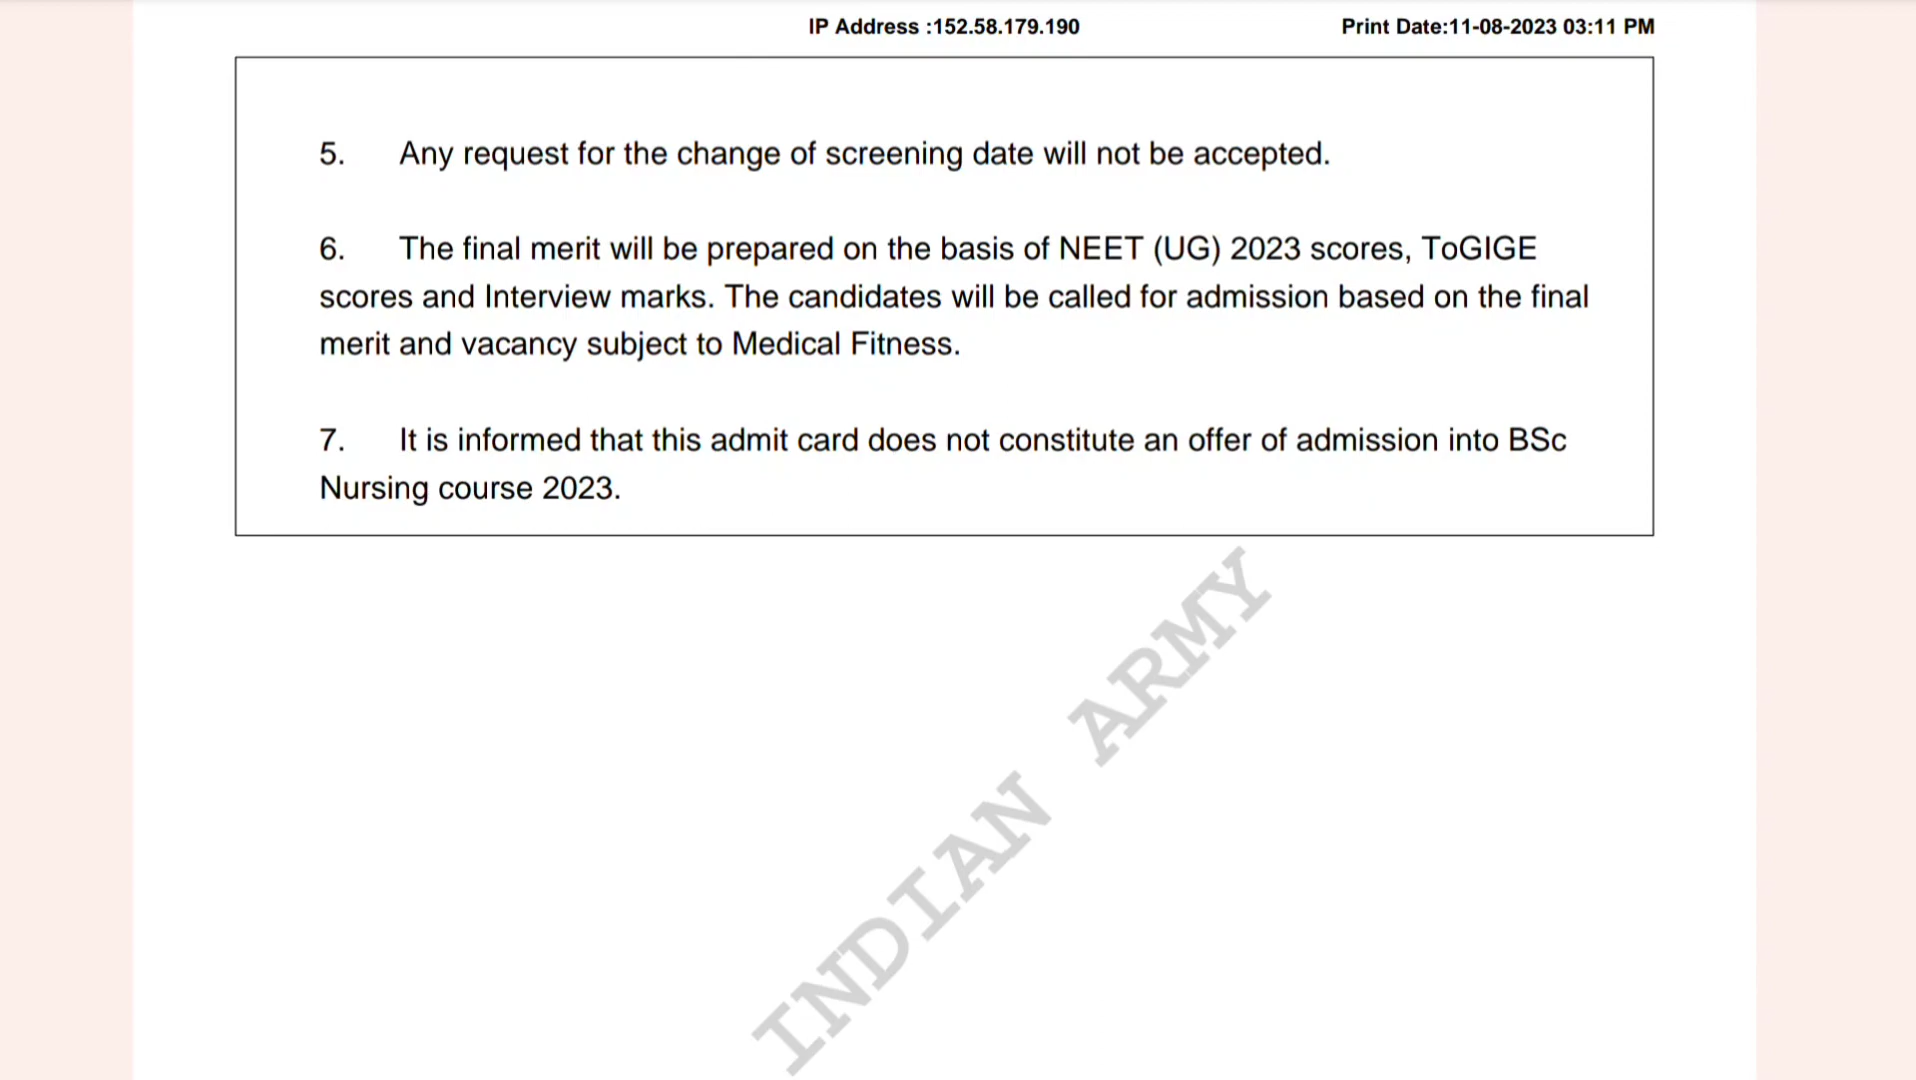 IP Address :152.58.179.190 Print Date:11-08-2023 03:11 PM
5. Any request for the change of screening date will not be accepted.
6. The final merit will be prepared on the basis of NEET (UG) 2023 scores, ToGIGE
scores and Interview marks. The candidates will be called for admission based on the final
merit and vacancy subject to Medical Fitness.
7. It is informed that this admit card does not constitute an offer of admission into BSc
Nursing course 2023.
INDIAN ARMY